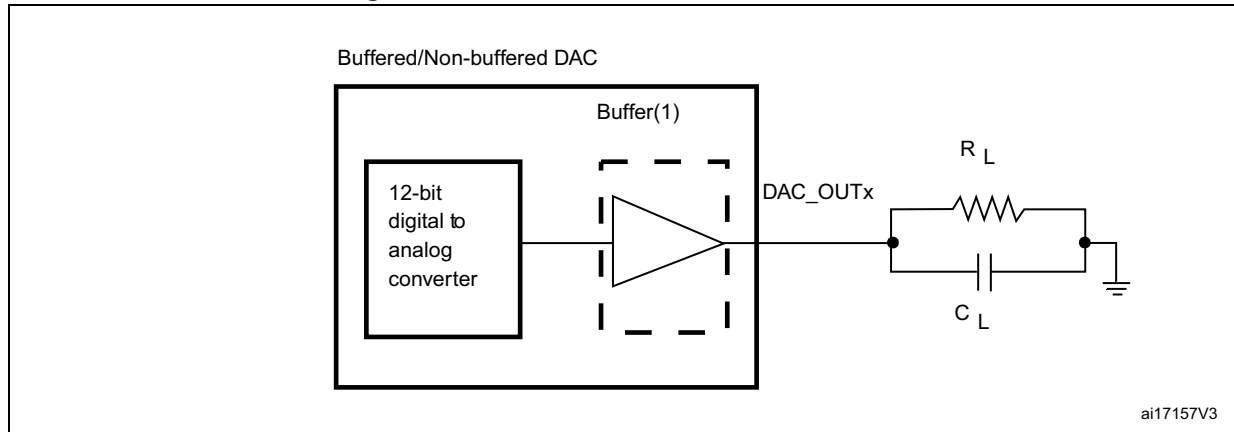 Buffered/Non-buffered DAC
Buffer(1)
12-bit
digital to
analog
converter
DAC_OUTx
R L
C L
ai17157V3